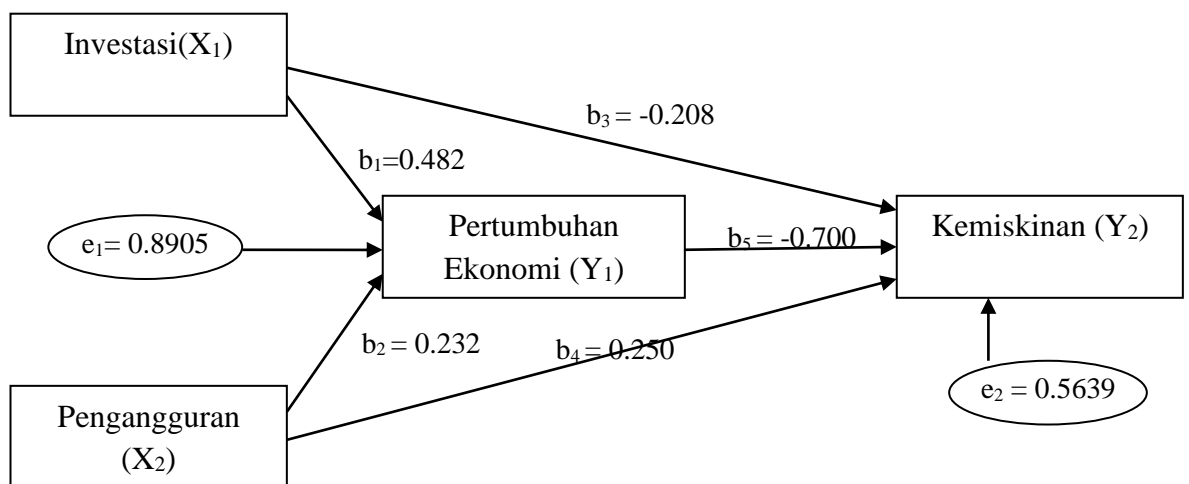 Investasi(X₁)
b₃ = -0.208
b₁=0.482
e₁= 0.8905
Pertumbuhan
Ekonomi (Y₁)
b₅ = -0.700
Kemiskinan (Y₂)
b₂ = 0.232
b₄ = 0.250
e₂ = 0.5639
Pengangguran
(X₂)